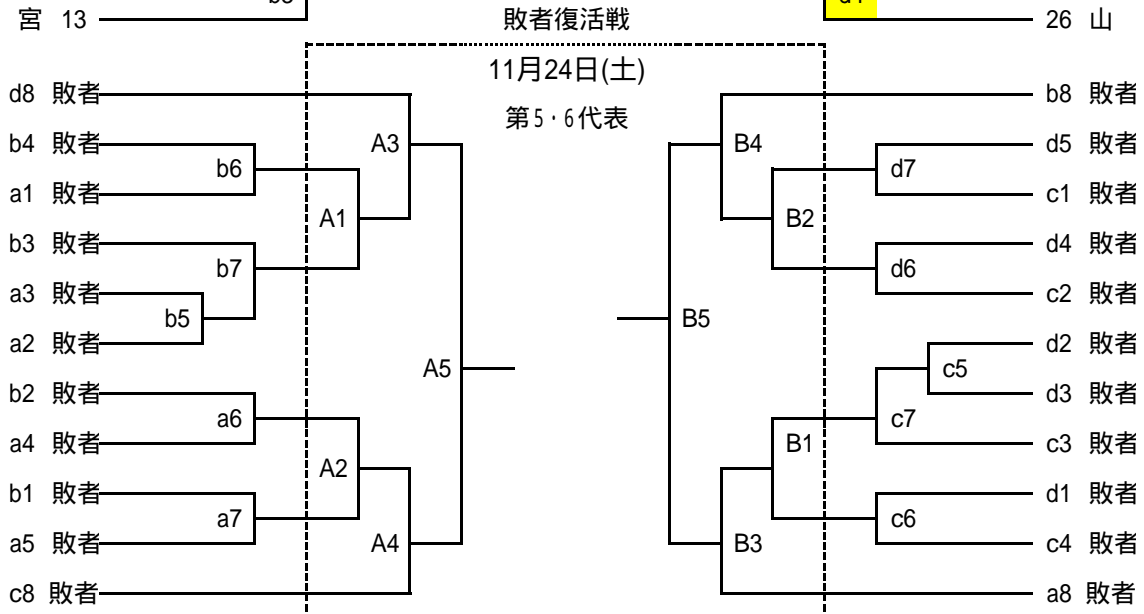 宮 13
敗者復活戦
26 山
11月24日(土)
第5・6代表
d8 敗者
b4 敗者
a1 敗者
b3 敗者
a3 敗者
a2 敗者
b2 敗者
a4 敗者
b1 敗者
a5 敗者
c8 敗者
b6
b7
b5
a6
a7
A1
A2
A3
A4
A5
B5
B4
B2
B1
B3
d7
d6
c5
c7
c6
b8 敗者
d5 敗者
c1 敗者
d4 敗者
c2 敗者
d2 敗者
d3 敗者
c3 敗者
d1 敗者
c4 敗者
a8 敗者